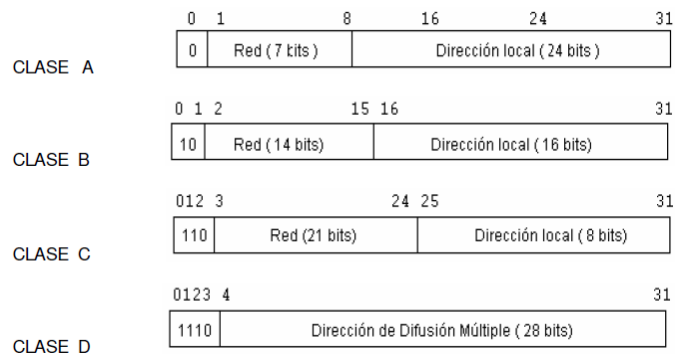 0 1 8 16 24 31
0 Red ( 7 bits ) Dirección local ( 24 bits )
CLASE A
0 1 2 15 16 31
10 Red ( 14 bits) Dirección local ( 16 bits)
CLASE B
012 3 24 25 31
110 Red (21 bits) Dirección local ( 8 bits)
CLASE C
0123 4 31
1110 Dirección de Difusión Múltiple ( 28 bits)
CLASE D